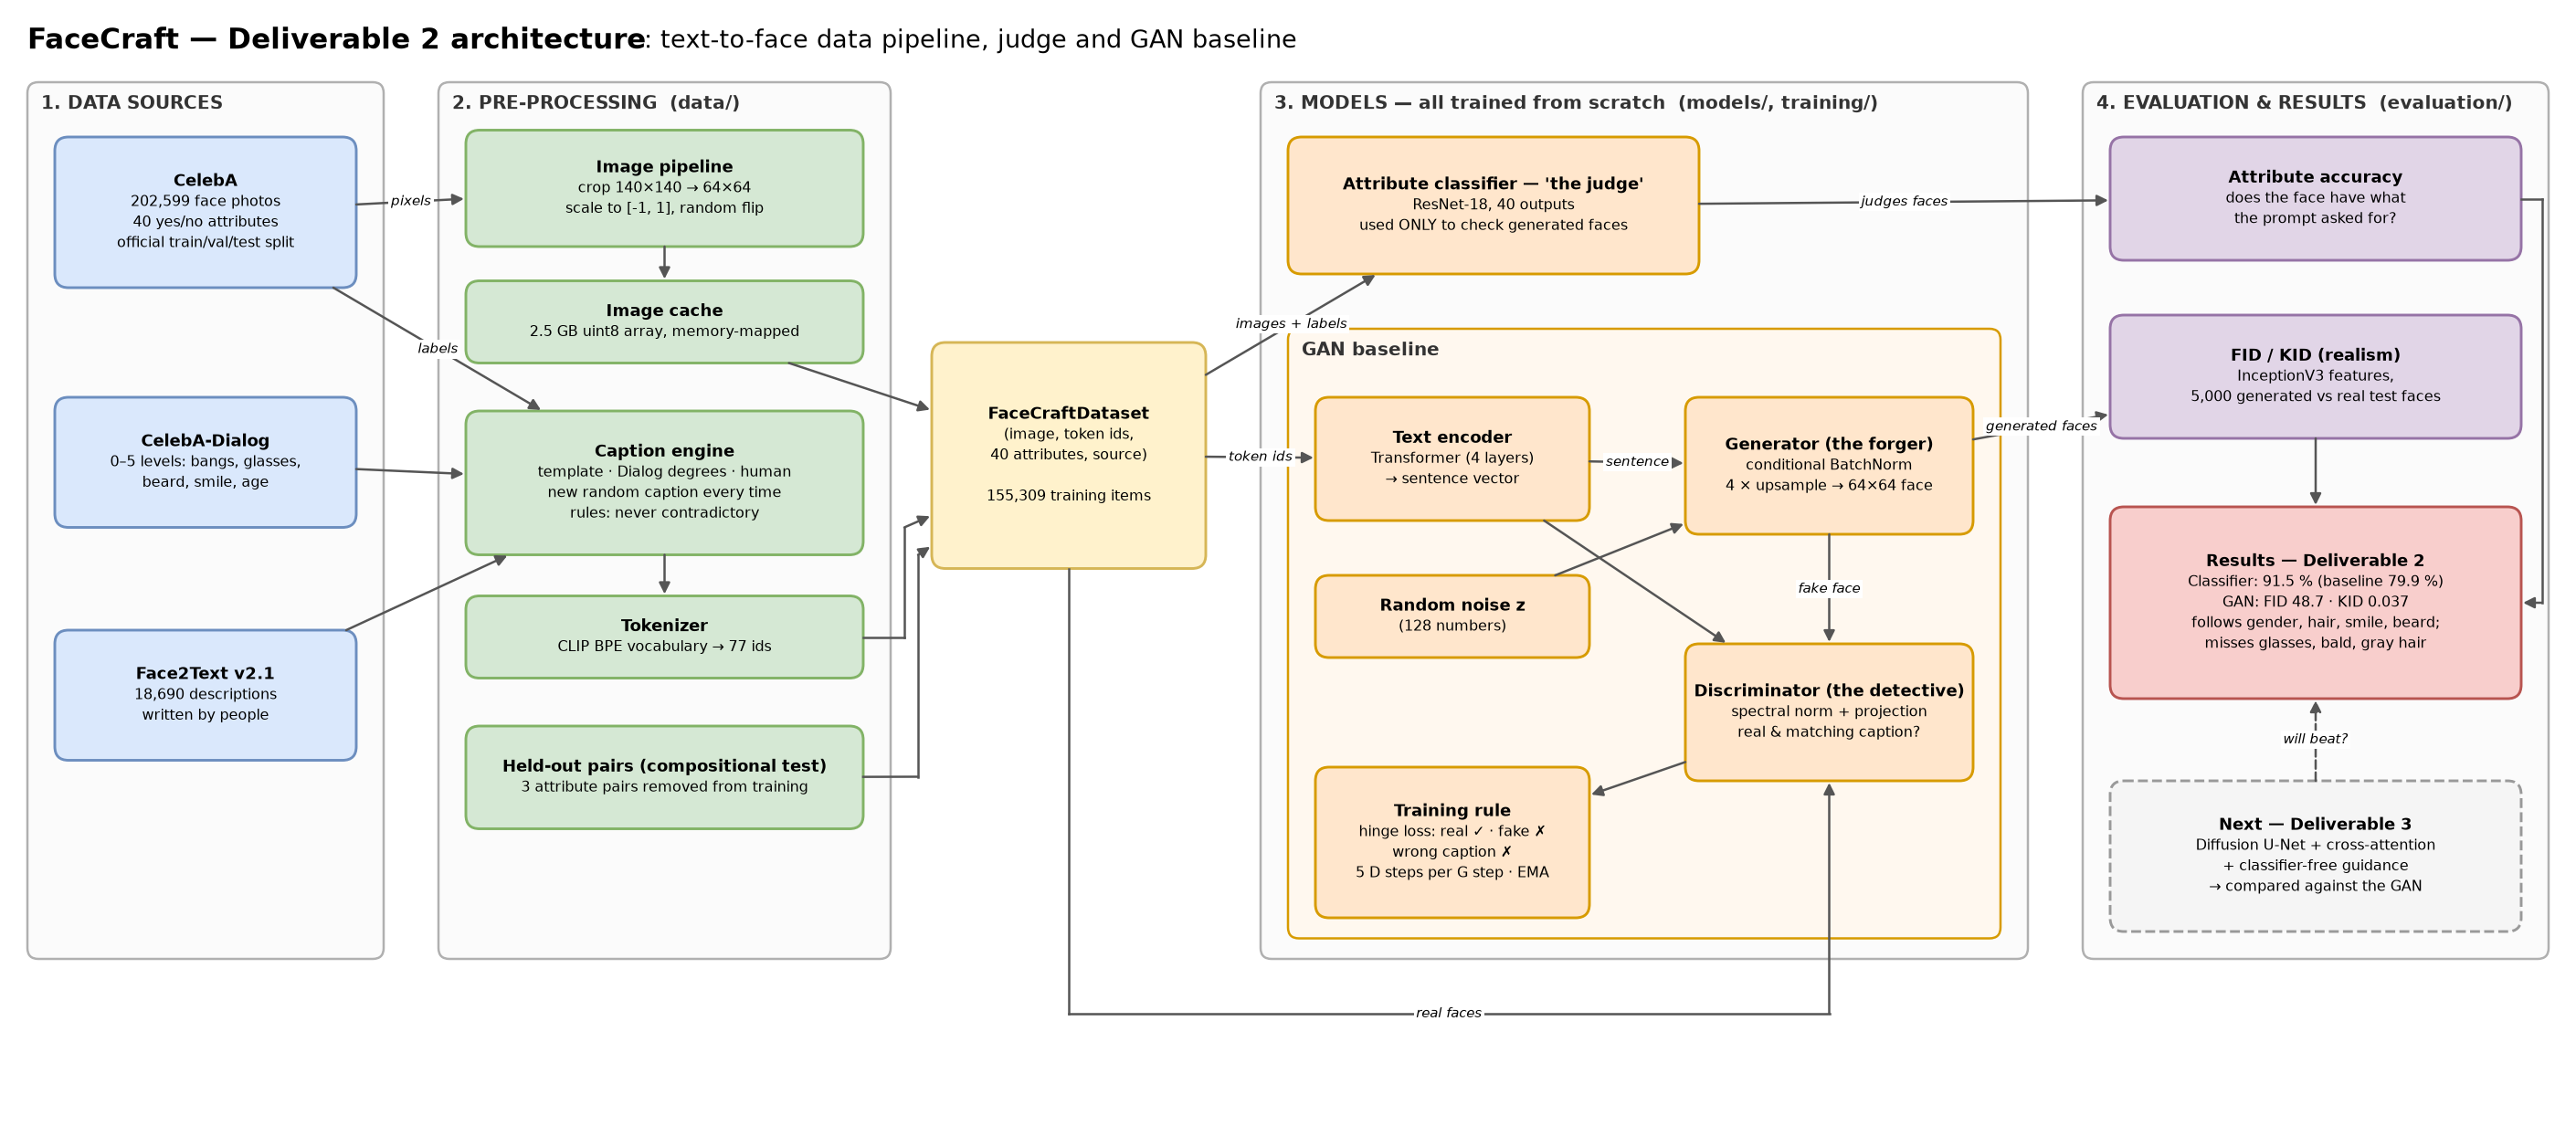 FaceCraft — Deliverable 2 architecture: text-to-face data pipeline, judge and GAN baseline
1. DATA SOURCES
CelebA
202,599 face photos
40 yes/no attributes
official train/val/test split
CelebA-Dialog
0–5 levels: bangs, glasses,
beard, smile, age
Face2Text v2.1
18,690 descriptions
written by people
pixels
labels
2. PRE-PROCESSING (data/)
Image pipeline
crop 140×140 → 64×64
scale to [-1, 1], random flip
Image cache
2.5 GB uint8 array, memory-mapped
Caption engine
template · Dialog degrees · human
new random caption every time
rules: never contradictory
Tokenizer
CLIP BPE vocabulary → 77 ids
Held-out pairs (compositional test)
3 attribute pairs removed from training
FaceCraftDataset
(image, token ids,
40 attributes, source)
155,309 training items
images + labels
token ids
real faces
3. MODELS — all trained from scratch (models/, training/)
Attribute classifier — 'the judge'
ResNet-18, 40 outputs
used ONLY to check generated faces
GAN baseline
Text encoder
Transformer (4 layers)
→ sentence vector
sentence
Generator (the forger)
conditional BatchNorm
4 × upsample → 64×64 face
Random noise z
(128 numbers)
fake face
Discriminator (the detective)
spectral norm + projection
real & matching caption?
Training rule
hinge loss: real ✓ · fake ✗
wrong caption ✗
5 D steps per G step · EMA
judges faces
generated faces
4. EVALUATION & RESULTS (evaluation/)
Attribute accuracy
does the face have what
the prompt asked for?
FID / KID (realism)
InceptionV3 features,
5,000 generated vs real test faces
Results — Deliverable 2
Classifier: 91.5 % (baseline 79.9 %)
GAN: FID 48.7 · KID 0.037
follows gender, hair, smile, beard;
misses glasses, bald, gray hair
will beat?
Next — Deliverable 3
Diffusion U-Net + cross-attention
+ classifier-free guidance
→ compared against the GAN